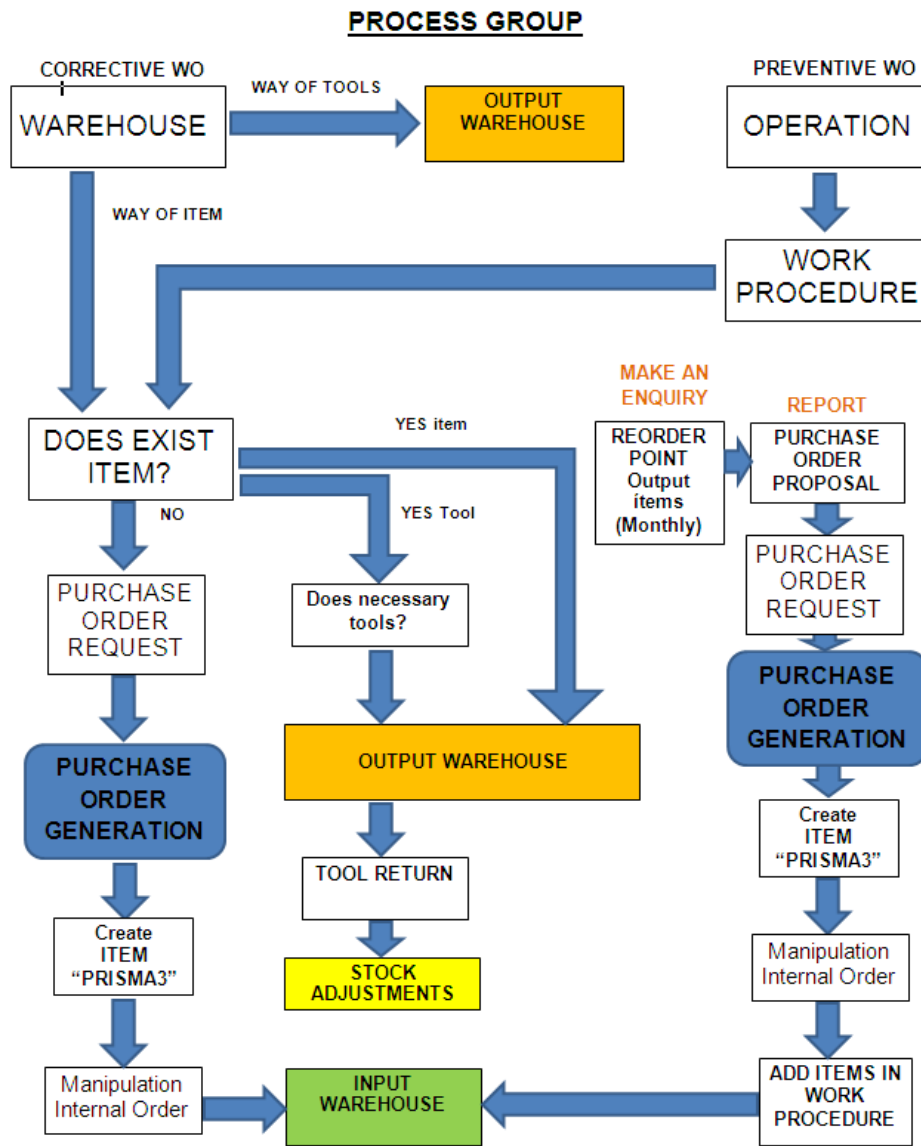 PROCESS GROUP
CORRECTIVE WO
WAREHOUSE
WAY OF TOOLS
OUTPUT
WAREHOUSE
PREVENTIVE WO
OPERATION
WAY OF ITEM
WORK
PROCEDURE
DOES EXIST
ITEM?
YES item
YES Tool
NO
MAKE AN
ENQUIRY
REORDER
POINT
Output
ítems
(Monthly)
REPORT
PURCHASE
ORDER
PROPOSAL
PURCHASE
ORDER
REQUEST
PURCHASE
ORDER
GENERATION
Create
ITEM
“PRISMA3”
Manipulation
Internal Order
ADD ITEMS IN
WORK
PROCEDURE
Does necessary
tools?
OUTPUT WAREHOUSE
TOOL RETURN
STOCK
ADJUSTMENTS
PURCHASE
ORDER
REQUEST
PURCHASE
ORDER
GENERATION
Create
ITEM
“PRISMA3”
Manipulation
Internal Order
INPUT
WAREHOUSE